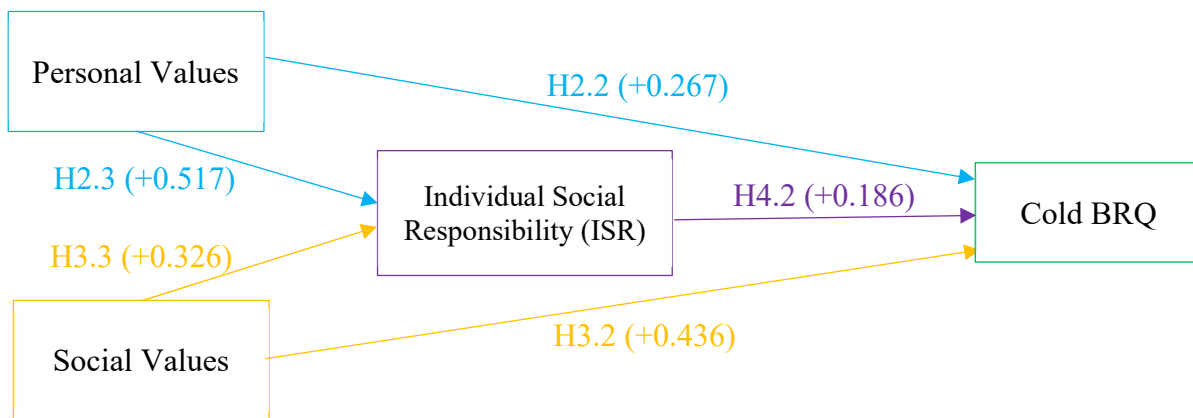 Personal Values
H2.2 (+0.267)
H2.3 (+0.517)
Individual Social
Responsibility (ISR)
H4.2 (+0.186)
Cold BRQ
H3.3 (+0.326)
H3.2 (+0.436)
Social Values